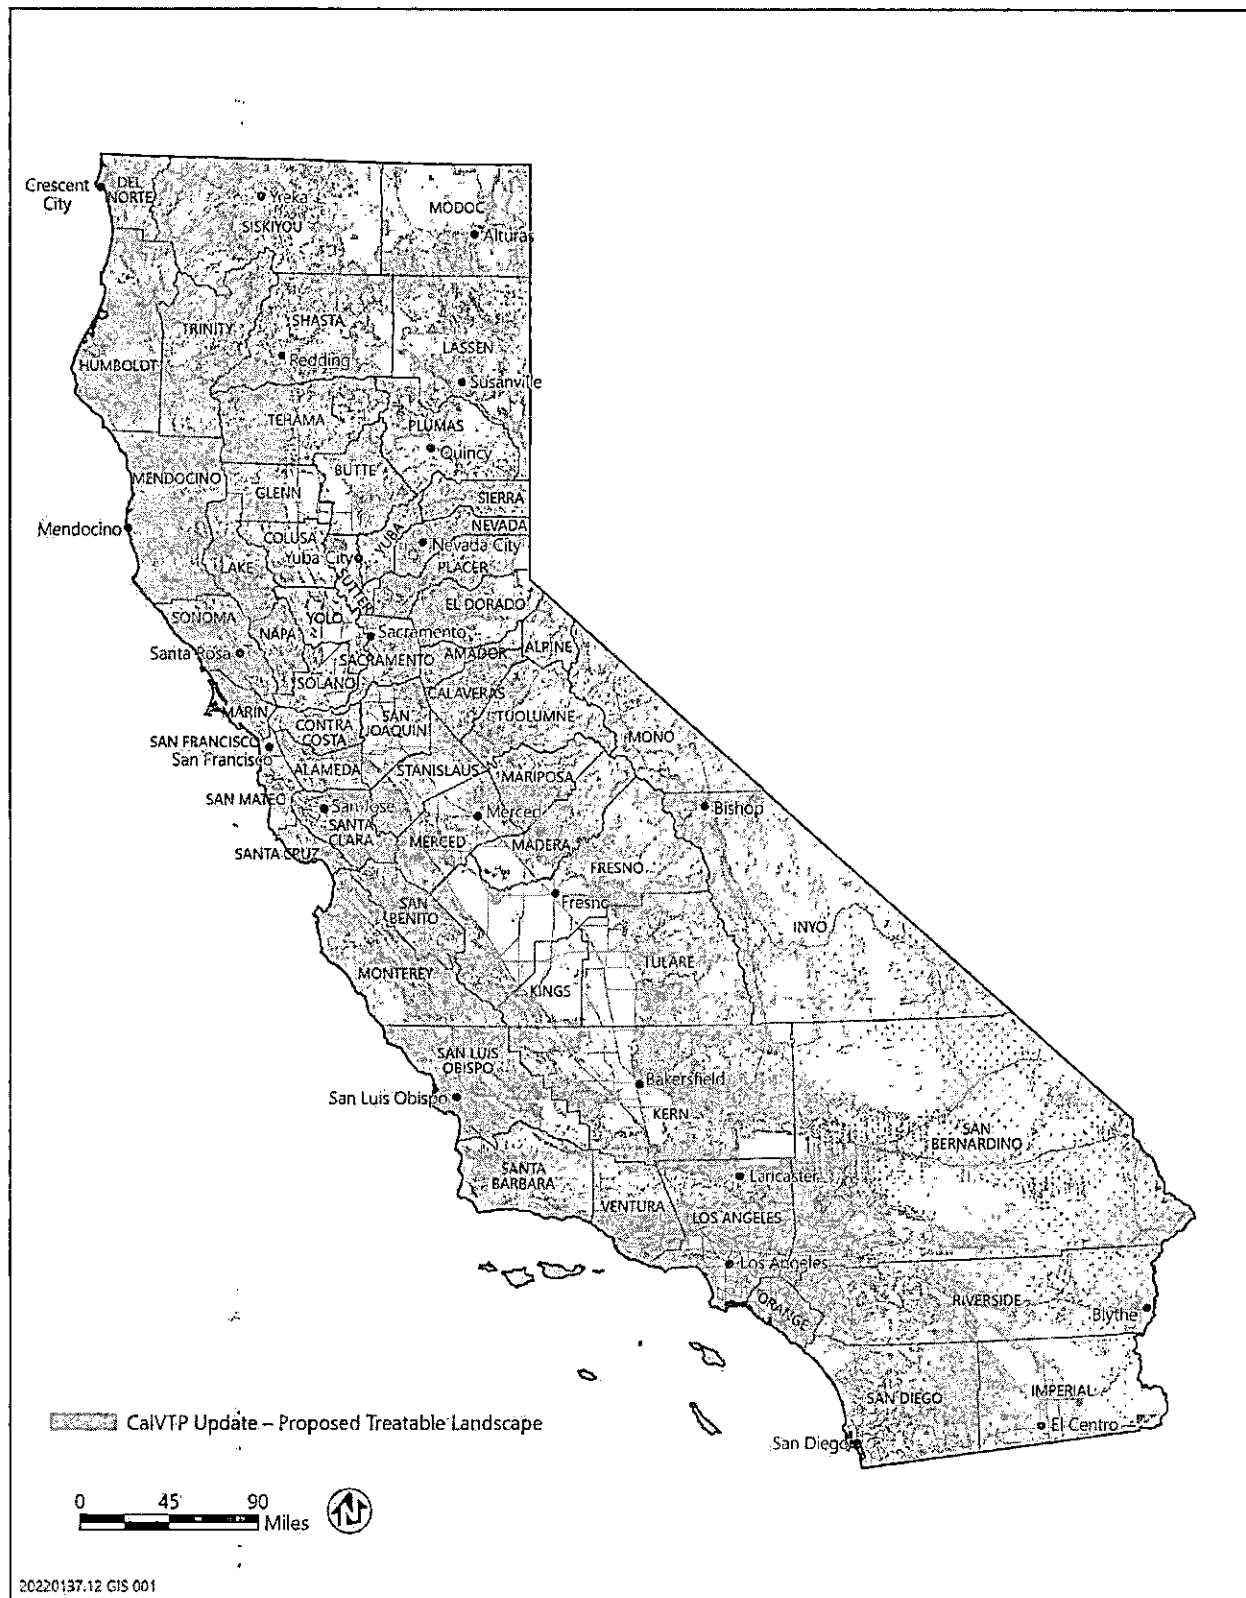 Crescent
City
DEL
NORTE
Yreka
SISKIYOU
MODOC
Alturas
TRINITY
SHASTA
LASSEN
HUMBOLDT
Redding
Susanville
TEHAMA
PLUMAS
Quincy
BUTTE
MENDOCINO
GLENN
SIERRA
NEVADA
Mendocino
COLUSA
YUBA
Nevada City
Yuba City
LAKE
PLACER
SUTTER
EL DORADO
SONOMA
YOLO
NAPA
Sacramento
Santa Rosa
SACRAMENTO
AMADOR
ALPINE
SOLANO
CALAVERAS
MARIN
CONTRA
COSTA
SAN
JOAQUIN
TUOLUMNE
MONO
SAN FRANCISCO
San Francisco
ALAMEDA
STANISLAUS
MARIPOSA
SAN MATEO
San Jose
Merced
Bishop
SANTA
CLARA
SANTA CRUZ
MERCED
MADERA
FRESNO
SAN
BENITO
Fresno
INYO
MONTEREY
TULARE
KINGS
SAN LUIS
OBISPO
Bakersfield
San Luis Obispo
KERN
SAN
BERNARDINO
SANTA
BARBARA
Lancaster
VENTURA
LOS ANGELES
Los Angeles
ORANGE
RIVERSIDE
Blythe
SAN DIEGO
IMPERIAL
El Centro
San Diego
CalVTP Update – Proposed Treatable Landscape
0 45 90
Miles
N
20220137.12 GIS 001